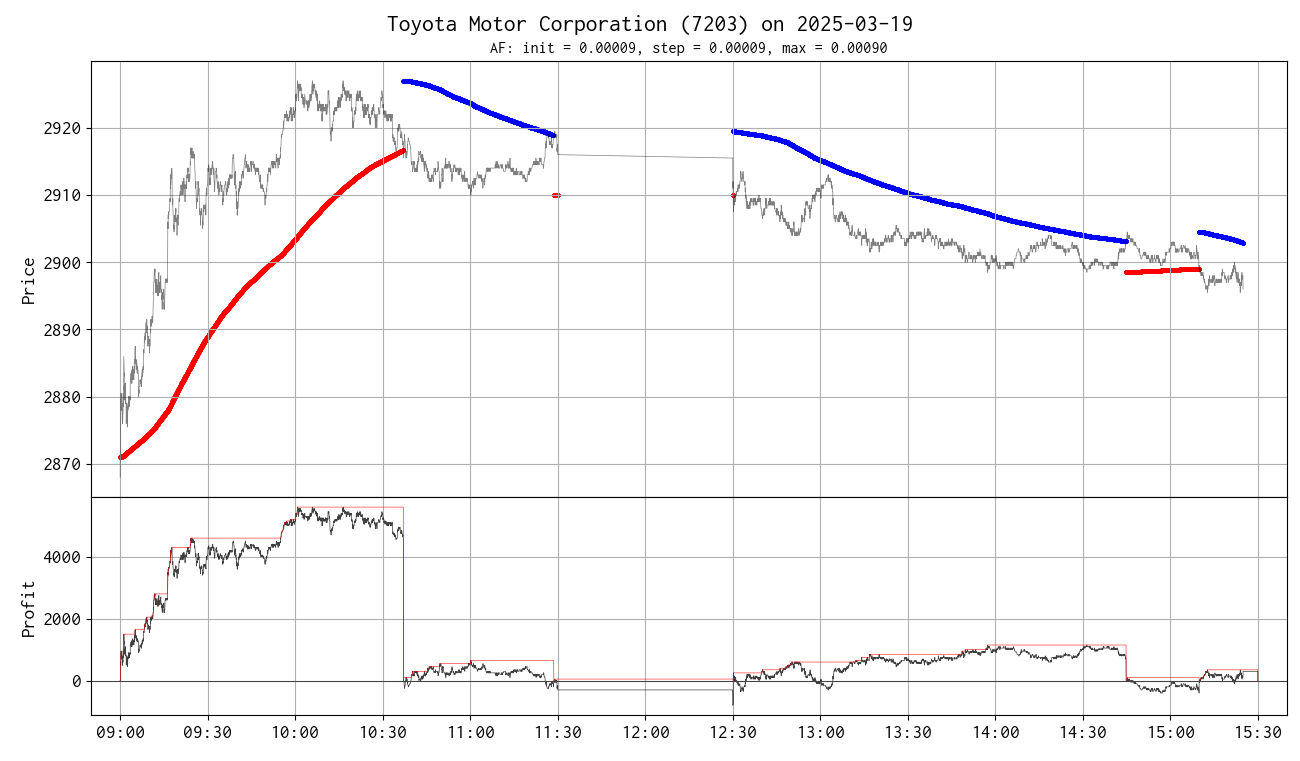 Toyota Motor Corporation (7203) on 2025-03-19
AF: init = 0.00009, step = 0.00009, max = 0.00090
Price
2920
2910
2900
2890
2880
2870
Profit
4000
2000
0
09:00 09:30 10:00 10:30 11:00 11:30 12:00 12:30 13:00 13:30 14:00 14:30 15:00 15:30